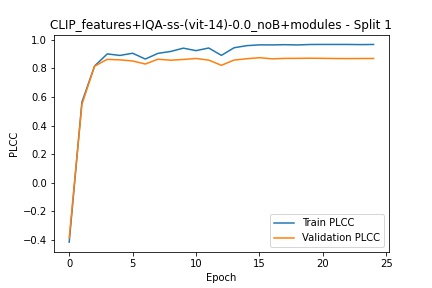 CLIP_features+IQA-ss-(vit-14)-0.0_noB+modules - Split 1
1.0
0.8
0.6
0.4
0.2
0.0
−0.2
−0.4
PLCC
Train PLCC
Validation PLCC
0 5 10 15 20 25
Epoch